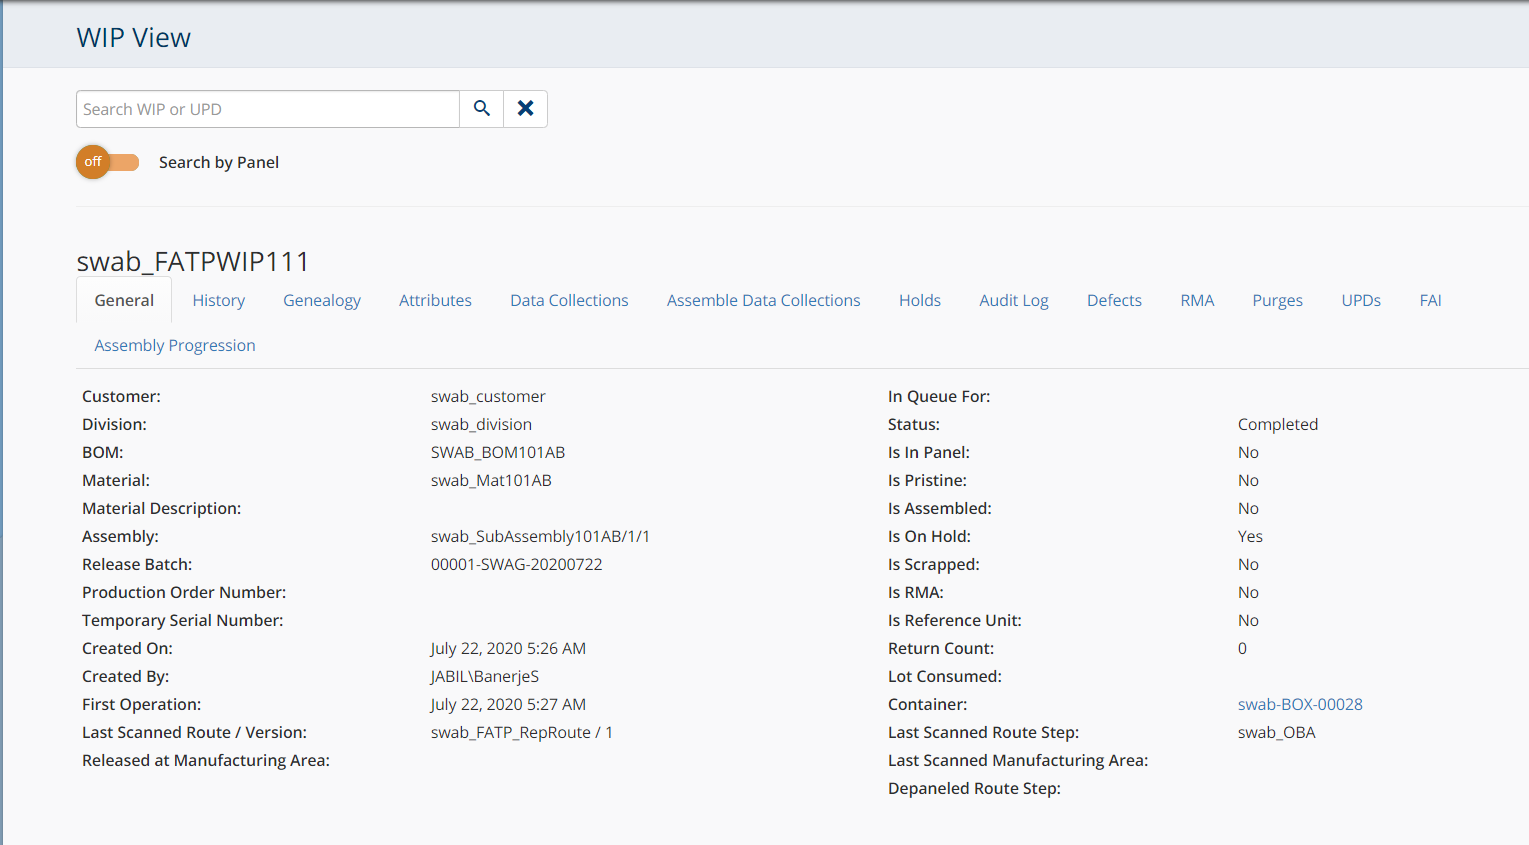 WIP View
Search WIP or UPD
off Search by Panel
swab_FATPWIP111
General History Genealogy Attributes Data Collections Assemble Data Collections Holds Audit Log Defects RMA Purges UPDs FAI
Assembly Progression
Customer: swab_customer In Queue For:
Division: swab_division Status: Completed
BOM: SWAB_BOM101AB Is In Panel: No
Material: swab_Mat101AB Is Pristine: No
Material Description: Is Assembled: No
Assembly: swab_SubAssembly101AB/1/1 Is On Hold: Yes
Release Batch: 00001-SWAG-20200722 Is Scrapped: No
Production Order Number: Is RMA: No
Temporary Serial Number: Is Reference Unit: No
Created On: July 22, 2020 5:26 AM Return Count: 0
Created By: JABIL\BanerjeS Lot Consumed:
First Operation: July 22, 2020 5:27 AM Container: swab-BOX-00028
Last Scanned Route / Version: swab_FATP_RepRoute / 1 Last Scanned Route Step: swab_OBA
Released at Manufacturing Area: Last Scanned Manufacturing Area:
Depaneled Route Step: